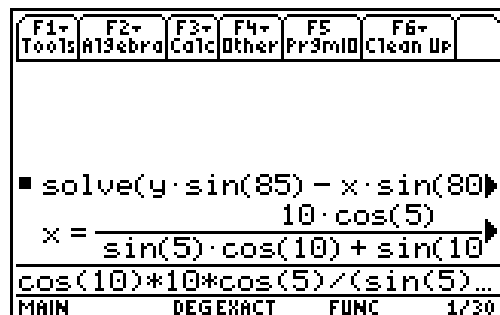 F1▾ F2▾ F3▾ F4▾ F5 F6▾
Tools Algebra Calc Other PrgmIO Clean Up
■ solve(y·sin(85) − x·sin(80▶
10·cos(5)
x = ▶
sin(5)·cos(10) + sin(10
cos(10)*10*cos(5)/(sin(5)…
MAIN DEG EXACT FUNC 1/30